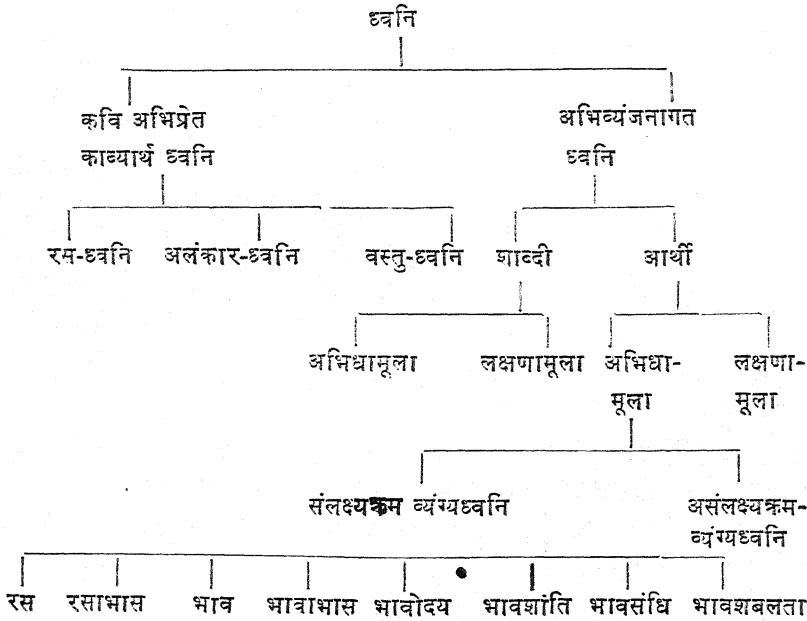 ध्वनि
कवि अभिप्रेत अभिव्यंजनागत
काव्यार्थ ध्वनि ध्वनि
रस-ध्वनि अलंकार-ध्वनि वस्तु-ध्वनि शाब्दी आर्थी
अभिधामूला लक्षणामूला अभिधा- लक्षणा-
मूला मूला
संलक्ष्यक्रम व्यंग्यध्वनि असंलक्ष्यक्रम-
व्यंग्यध्वनि
रस रसाभास भाव भावाभास भावोदय भावशांति भावसंधि भावशबलता